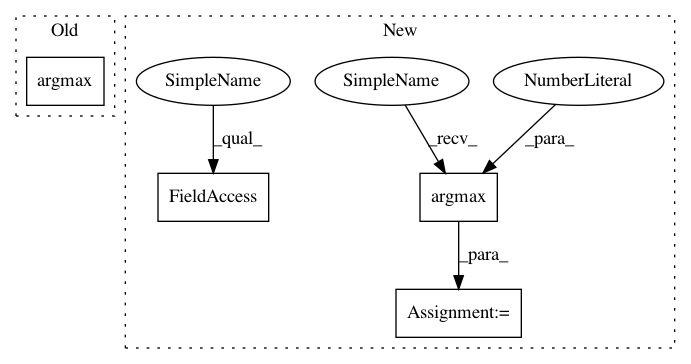 Old
New
argmax
SimpleName
SimpleName
NumberLiteral
_qual_
_recv_
_para_
FieldAccess
argmax
_para_
Assignment:=